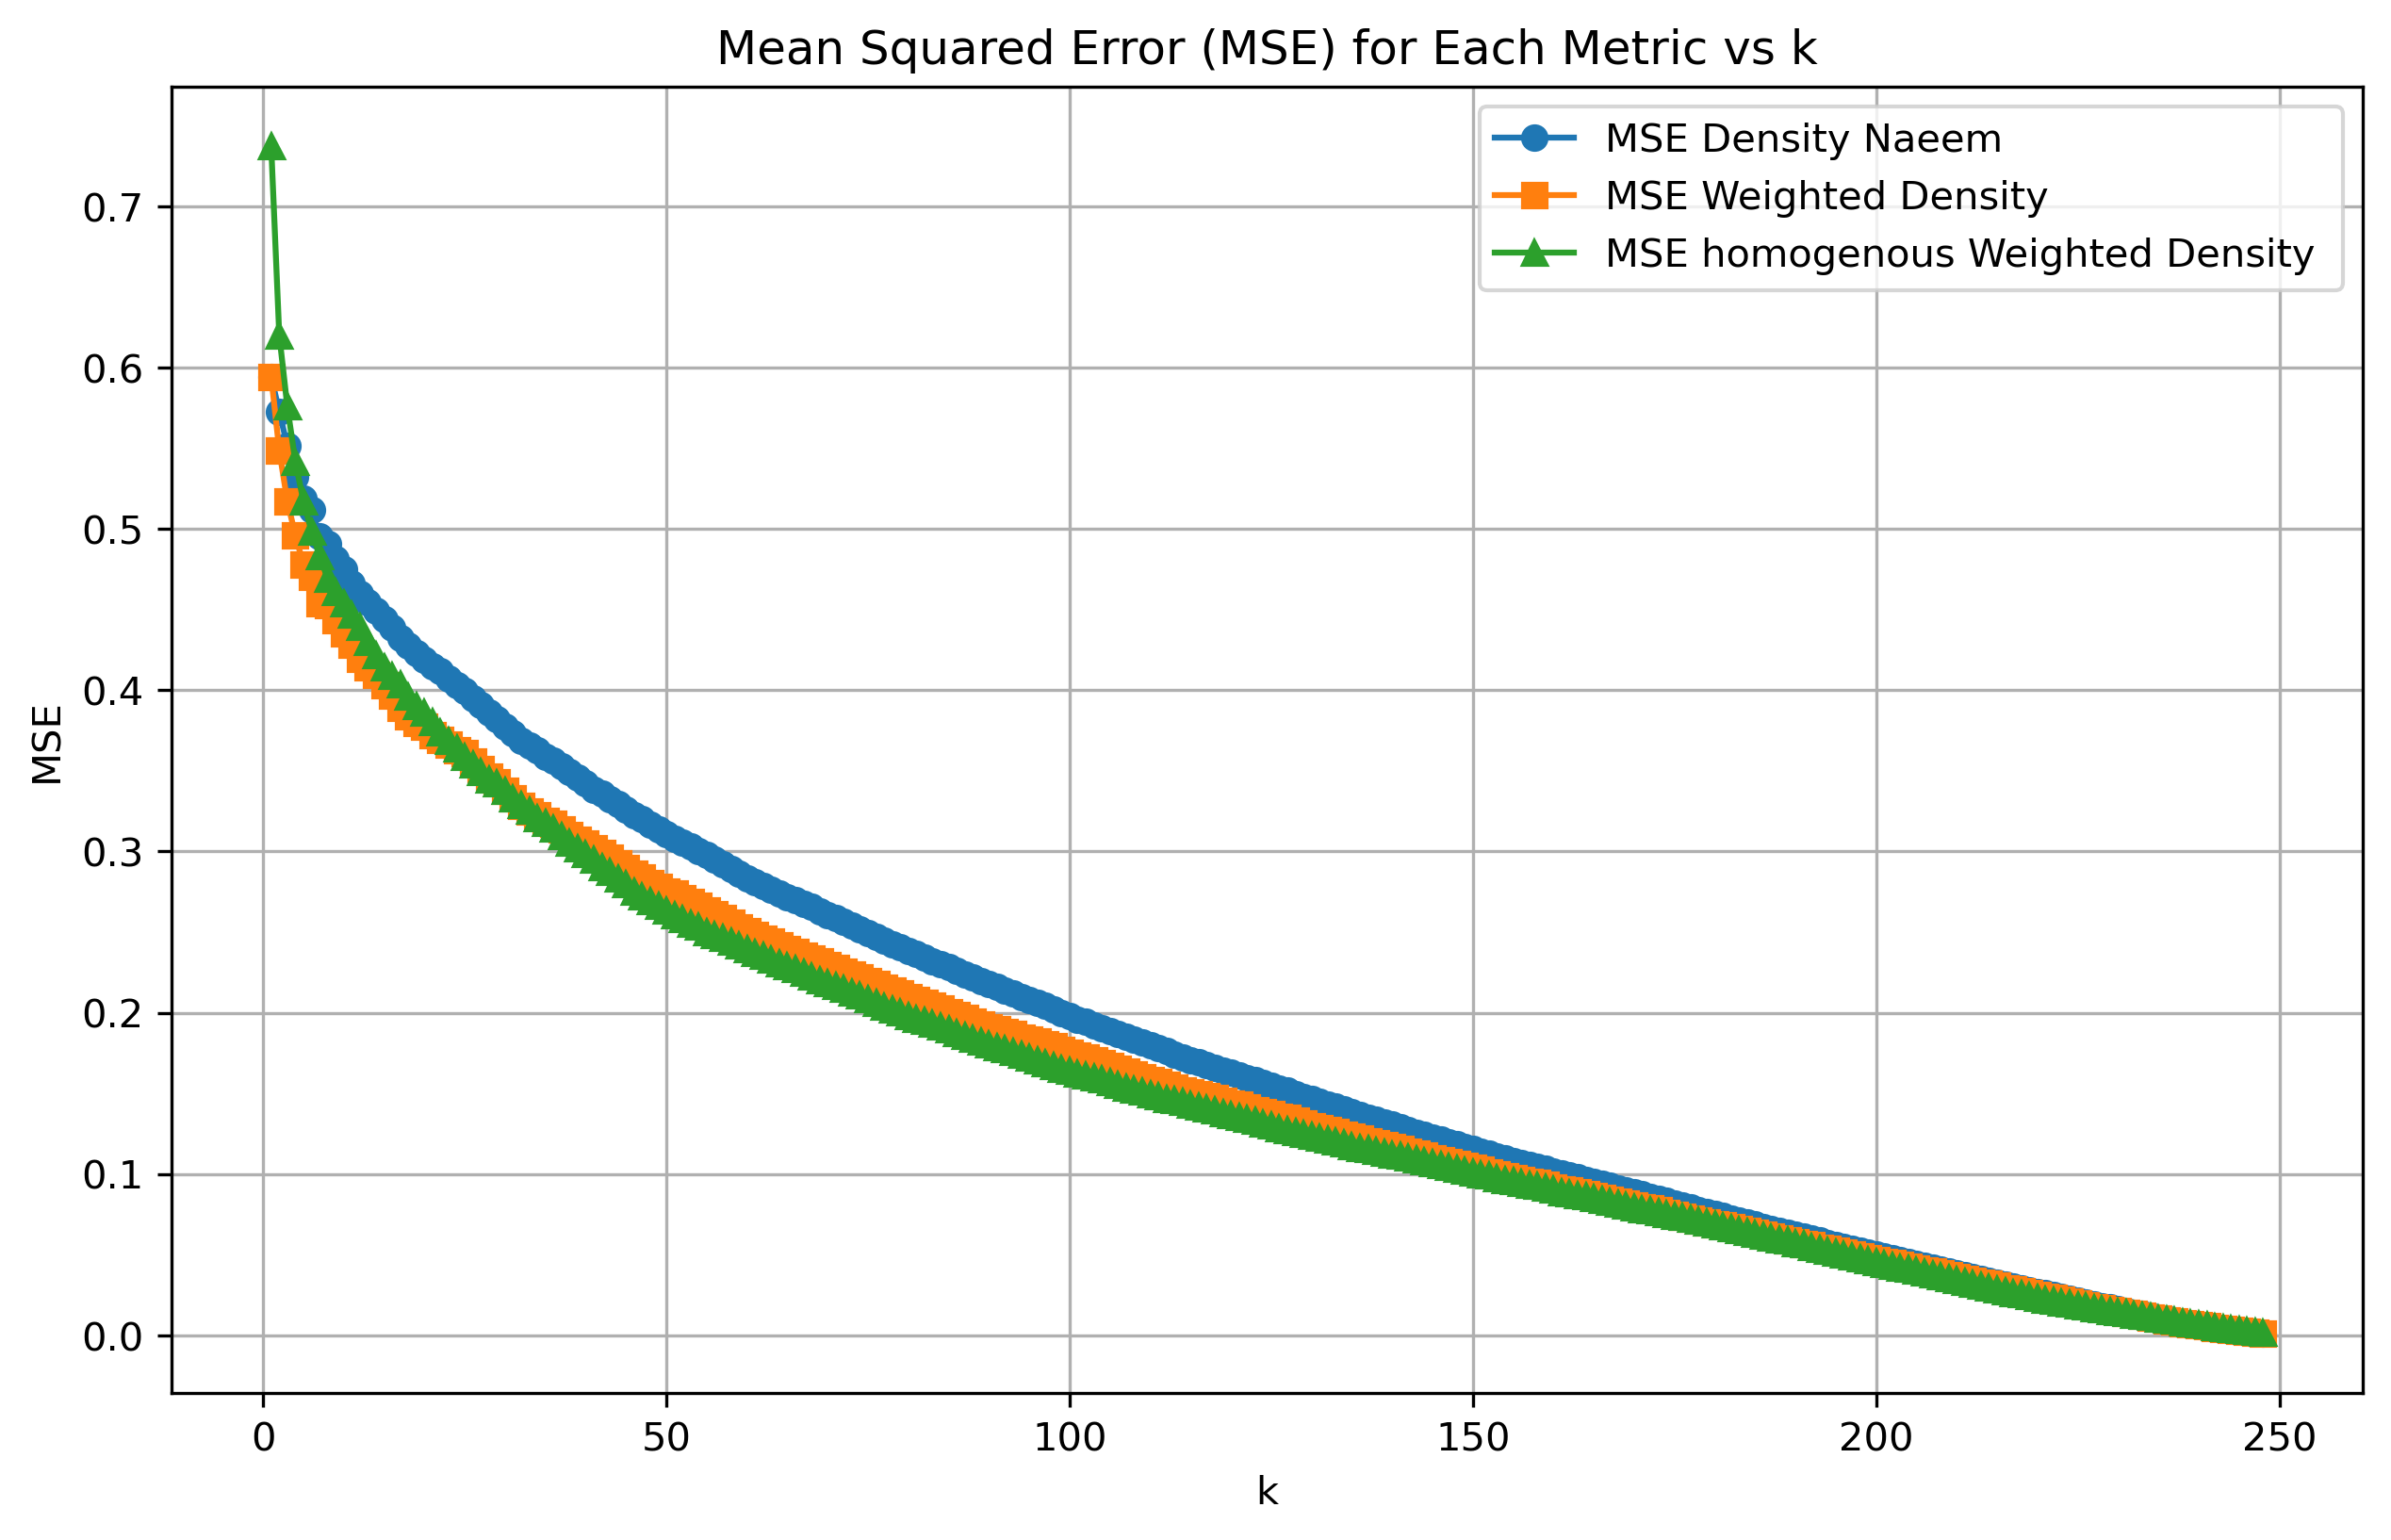 Mean Squared Error (MSE) for Each Metric vs k
MSE Density Naeem
MSE Weighted Density
MSE homogenous Weighted Density
MSE
0.7
0.6
0.5
0.4
0.3
0.2
0.1
0.0
0 50 100 150 200 250
k